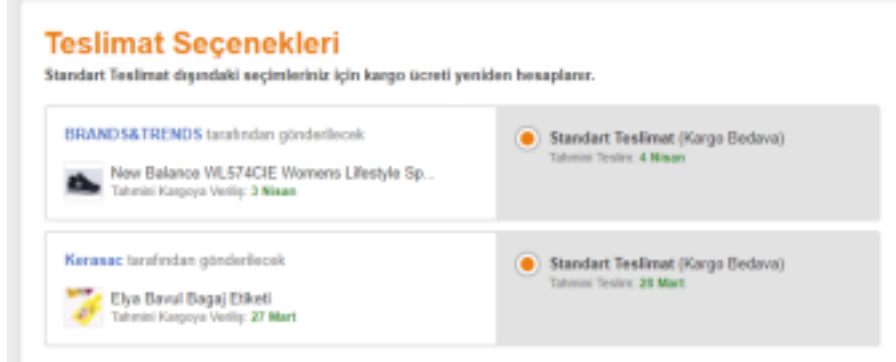 Teslimat Seçenekleri
Standart Teslimat dışındaki seçimleriniz için kargo ücreti yeniden hesaplanır.
BRANDS&TRENDS tarafından gönderilecek
New Balance WL574CIE Womens Lifestyle Sp...
Tahmini Kargoya Veriliş: 3 Nisan
Standart Teslimat (Kargo Bedava)
Tahmini Teslim: 4 Nisan
Kerasac tarafından gönderilecek
Elya Bavul Bagaj Etiketi
Tahmini Kargoya Veriliş: 27 Mart
Standart Teslimat (Kargo Bedava)
Tahmini Teslim: 28 Mart